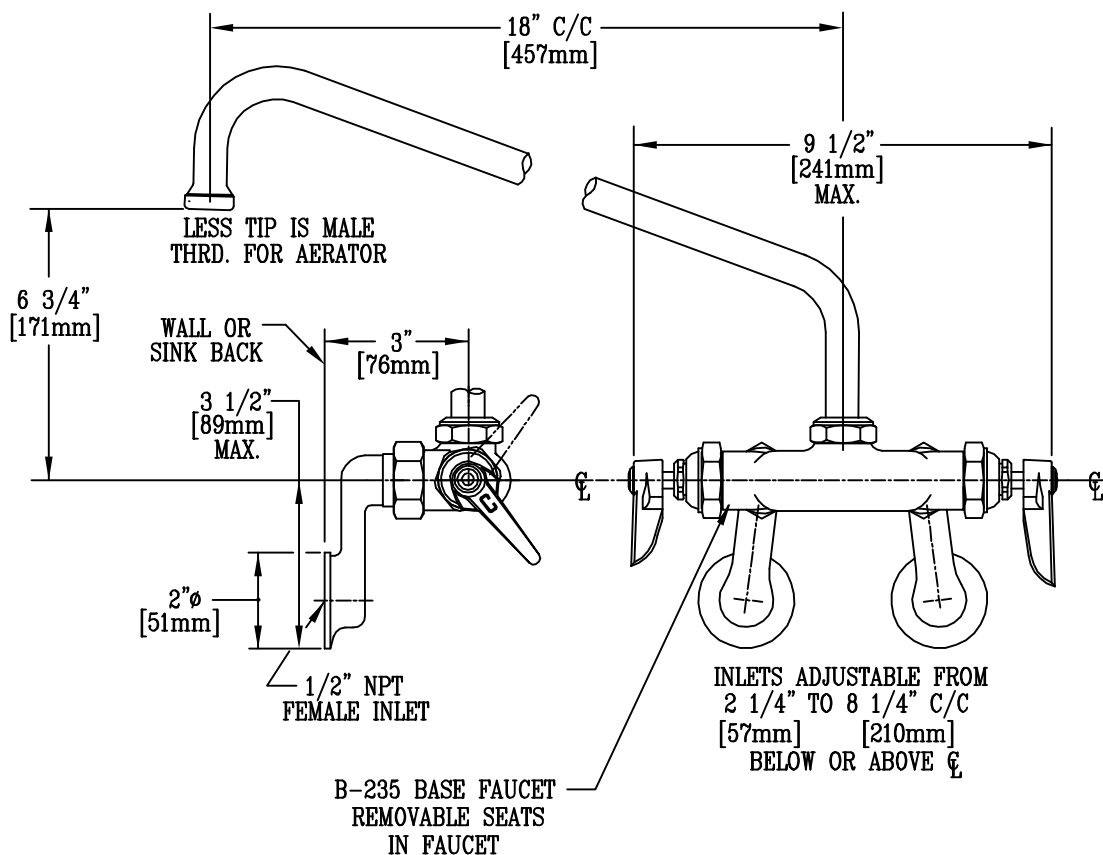 18" C/C
[457mm]
9 1/2"
[241mm]
MAX.
LESS TIP IS MALE
THRD. FOR AERATOR
6 3/4"
[171mm]
WALL OR
SINK BACK
3"
[76mm]
3 1/2"
[89mm]
MAX.
C
℄
℄
2"ø
[51mm]
1/2" NPT
FEMALE INLET
INLETS ADJUSTABLE FROM
2 1/4" TO 8 1/4" C/C
[57mm] [210mm]
BELOW OR ABOVE ℄
B-235 BASE FAUCET
REMOVABLE SEATS
IN FAUCET